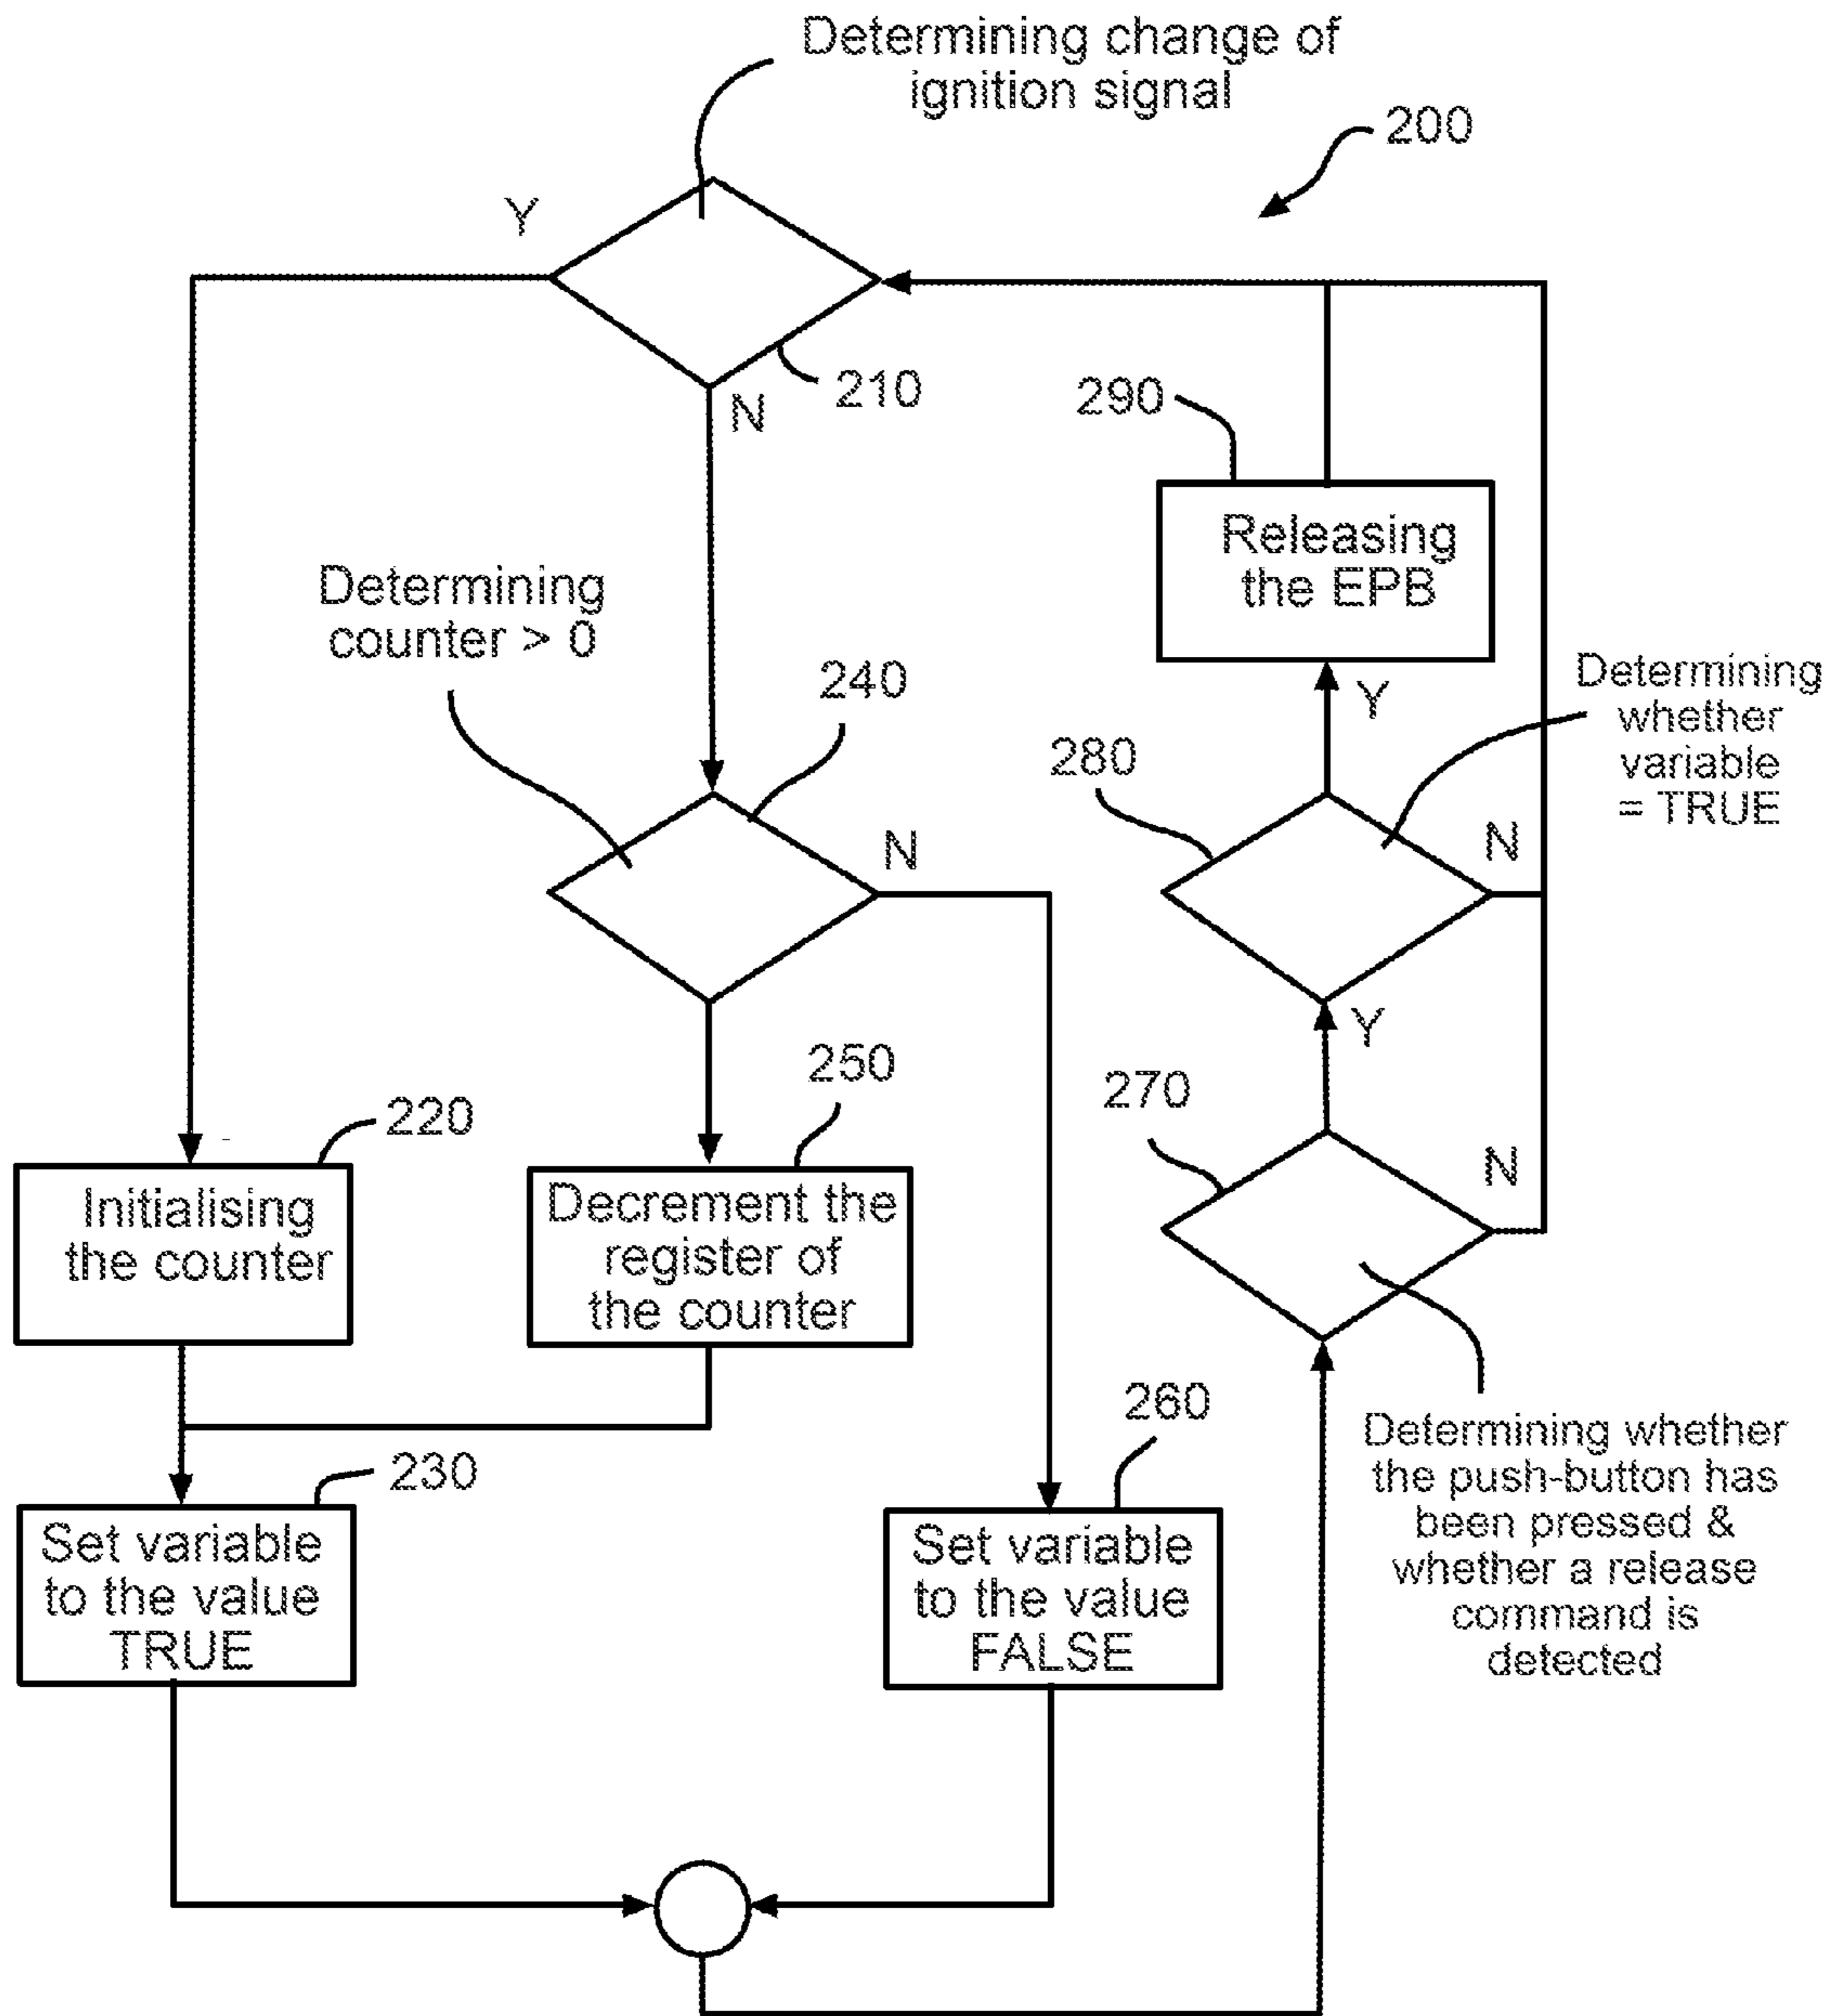 Determining change of
ignition signal
200
Y
210
N
290
Releasing
the EPB
Determining
counter > 0
240
Determining
whether
variable
= TRUE
Y
280
N
N
Y
250
270
220
N
Initialising
the counter
Decrement the
register of
the counter
260
230
Determining whether
the push-button has
been pressed &
whether a release
command is
detected
Set variable
to the value
TRUE
Set variable
to the value
FALSE